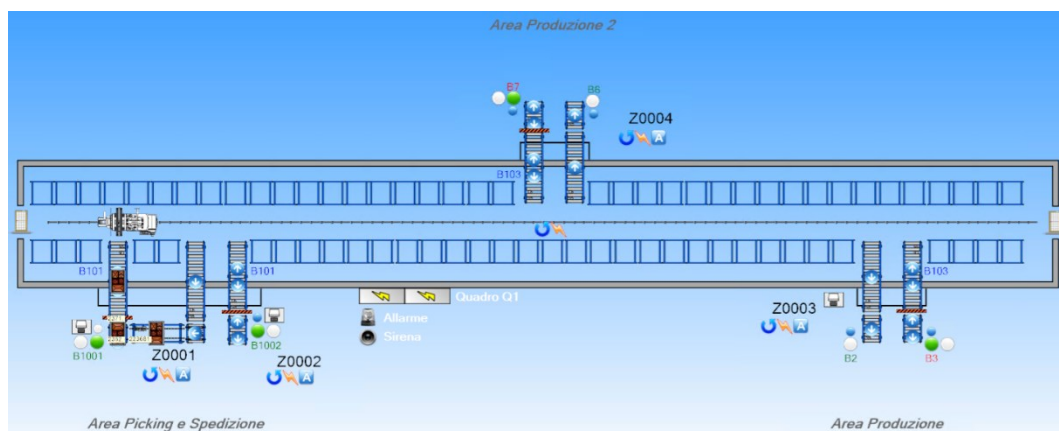 Area Produzione 2
B7
B6
Z0004
B103
B101
B101
B103
Quadro Q1
Allarme
Sirena
Z0003
B1001
B1002
Z0001
Z0002
B2
B3
Area Picking e Spedizione
Area Produzione